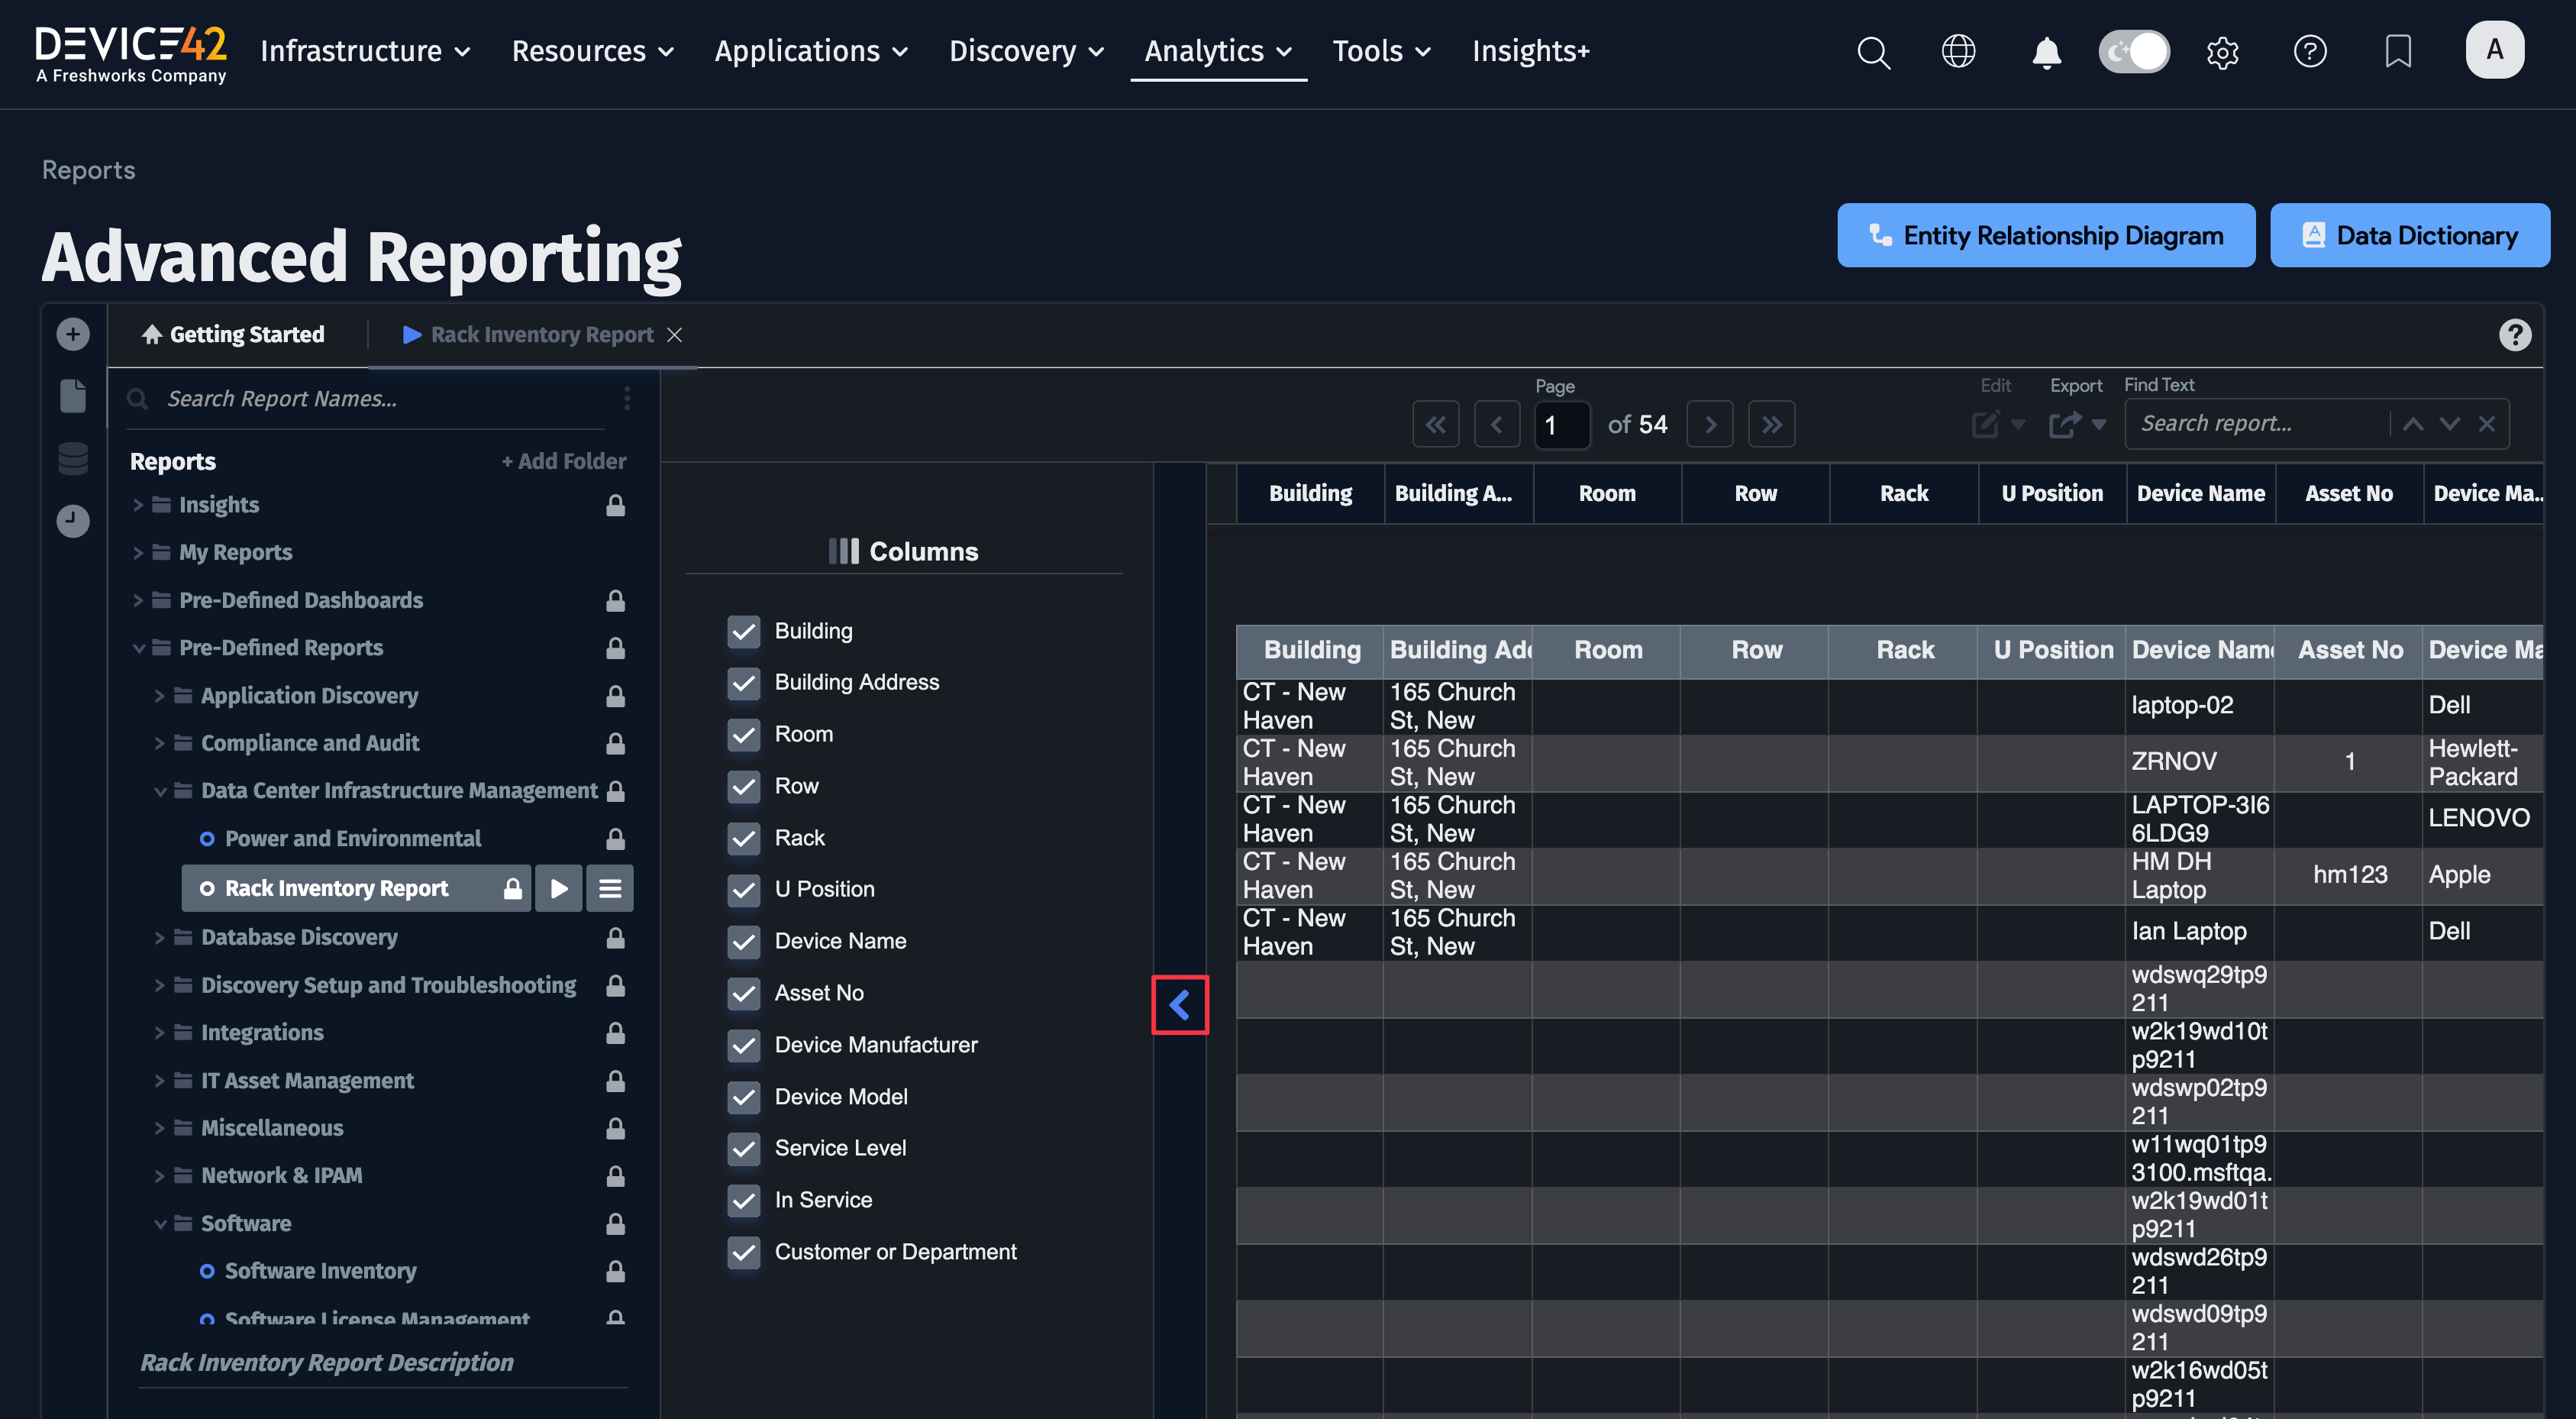 DEVICE42
A Freshworks Company
Infrastructure
Resources
Applications
Discovery
Analytics
Tools
Insights+
A
Reports
Advanced Reporting
Entity Relationship Diagram
Data Dictionary
Getting Started
Rack Inventory Report
Search Report Names...
Page
1
of 54
Edit
Export
Find Text
Search report...
Reports
+ Add Folder
Insights
My Reports
Pre-Defined Dashboards
Pre-Defined Reports
Application Discovery
Compliance and Audit
Data Center Infrastructure Management
Power and Environmental
Rack Inventory Report
Database Discovery
Discovery Setup and Troubleshooting
Integrations
IT Asset Management
Miscellaneous
Network & IPAM
Software
Software Inventory
Software License Management
Rack Inventory Report Description
Columns
Building
Building Address
Room
Row
Rack
U Position
Device Name
Asset No
Device Manufacturer
Device Model
Service Level
In Service
Customer or Department
Building Building A... Room Row Rack U Position Device Name Asset No Device Ma..
Building Building Add Room Row Rack U Position Device Name Asset No Device Ma
CT - New 165 Church
Haven St, New laptop-02 Dell
CT - New 165 Church Hewlett-
Haven St, New ZRNOV 1 Packard
CT - New 165 Church LAPTOP-3I6
Haven St, New 6LDG9 LENOVO
CT - New 165 Church HM DH
Haven St, New Laptop hm123 Apple
CT - New 165 Church
Haven St, New Ian Laptop Dell
wdswq29tp9
211
w2k19wd10t
p9211
wdswp02tp9
211
w11wq01tp9
3100.msftqa.
w2k19wd01t
p9211
wdswd26tp9
211
wdswd09tp9
211
w2k16wd05t
p9211